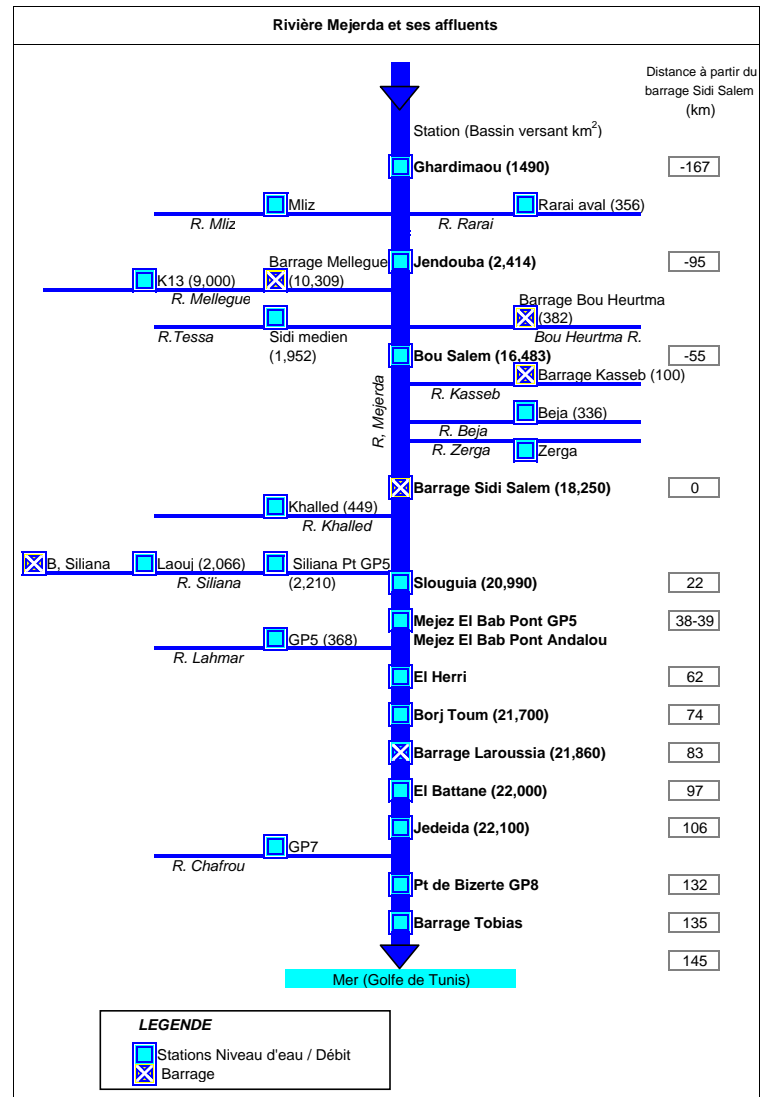 Rivière Mejerda et ses affluents
Distance à partir du
barrage Sidi Salem
(km)
Station (Bassin versant km²)
Ghardimaou (1490)
-167
Mliz
Rarai aval (356)
R. Mliz
R. Rarai
Barrage Mellegue
(10,309)
Jendouba (2,414)
-95
K13 (9,000)
R. Mellegue
Barrage Bou Heurtma
(382)
R.Tessa
Sidi medien
(1,952)
Bou Heurtma R.
Bou Salem (16,483)
-55
Barrage Kasseb (100)
R. Kasseb
R, Mejerda
Beja (336)
R. Beja
R. Zerga
Zerga
Barrage Sidi Salem (18,250)
0
Khalled (449)
R. Khalled
B, Siliana
Laouj (2,066)
Siliana Pt GP5
(2,210)
R. Siliana
Slouguia (20,990)
22
Mejez El Bab Pont GP5
Mejez El Bab Pont Andalou
38-39
GP5 (368)
R. Lahmar
El Herri
62
Borj Toum (21,700)
74
Barrage Laroussia (21,860)
83
El Battane (22,000)
97
Jedeida (22,100)
106
GP7
R. Chafrou
Pt de Bizerte GP8
132
Barrage Tobias
135
145
Mer (Golfe de Tunis)
LEGENDE
Stations Niveau d'eau / Débit
Barrage